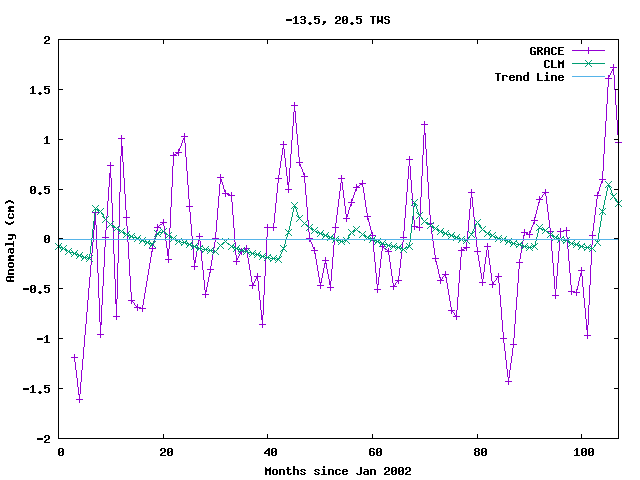 -13.5, 20.5 TWS
GRACE
CLM
Trend Line
2
1.5
1
0.5
0
-0.5
-1
-1.5
-2
Anomaly (cm)
0 20 40 60 80 100
Months since Jan 2002